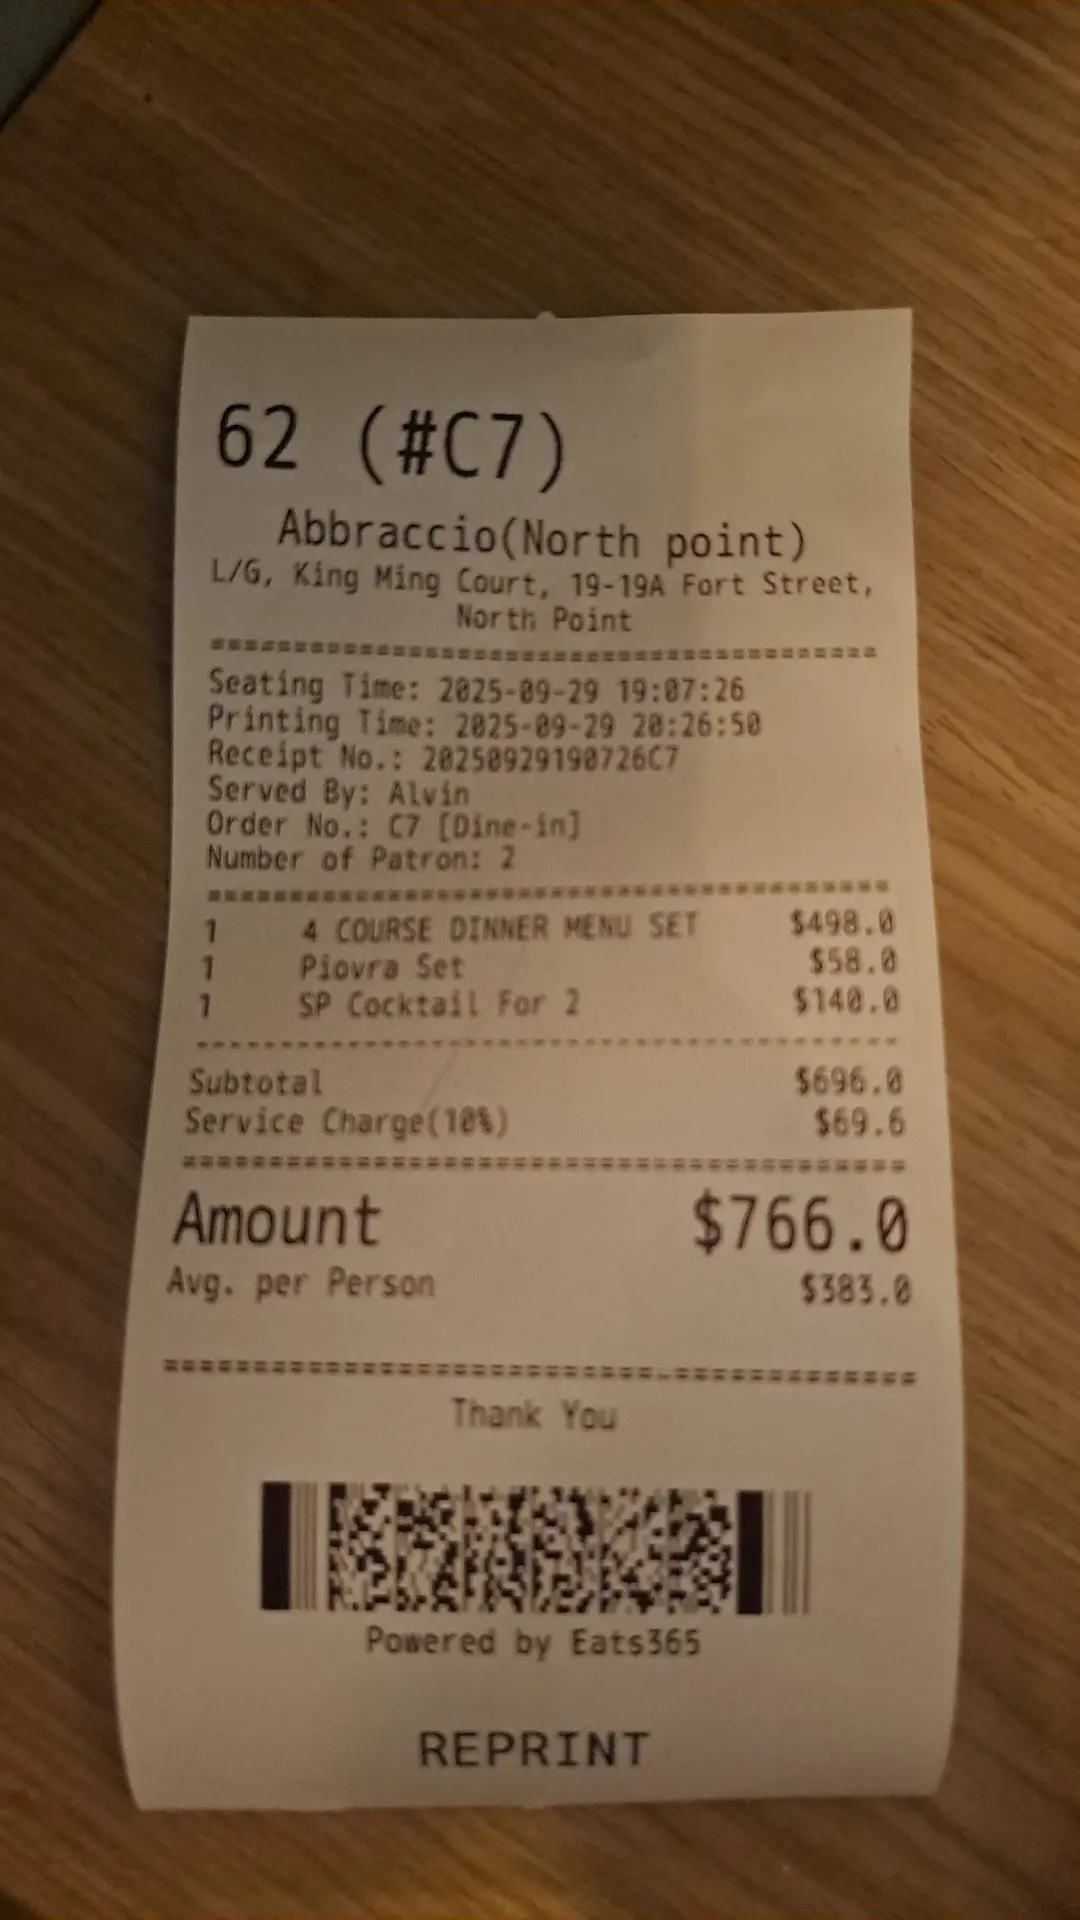 62 (#C7)
Abbraccio(North point)
L/G, King Ming Court, 19-19A Fort Street,
North Point
Seating Time: 2025-09-29 19:07:26
Printing Time: 2025-09-29 20:26:50
Receipt No.: 20250929190726C7
Served By: Alvin
Order No.: C7 [Dine-in]
Number of Patron: 2
1 4 COURSE DINNER MENU SET $498.0
1 Piovra Set $58.0
1 SP Cocktail For 2 $140.0
Subtotal $696.0
Service Charge(10%) $69.6
Amount $766.0
Avg. per Person $383.0
Thank You
Powered by Eats365
REPRINT